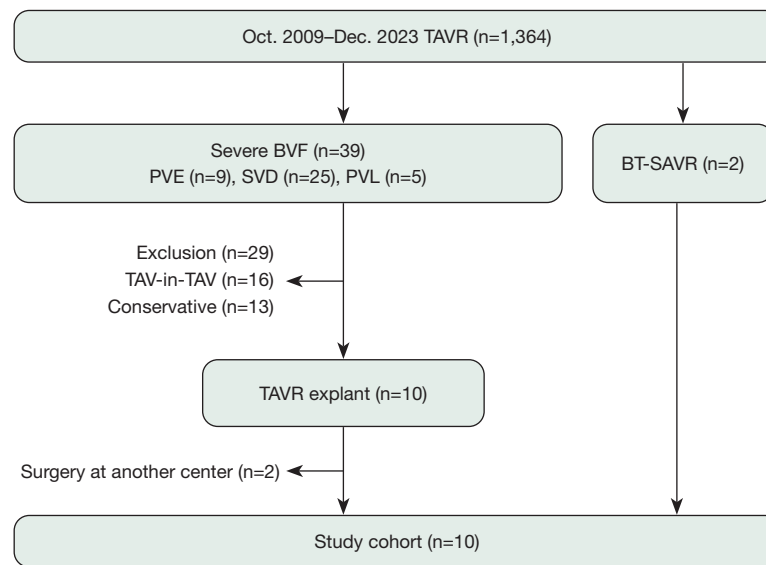 Oct. 2009–Dec. 2023 TAVR (n=1,364)
Severe BVF (n=39)
PVE (n=9), SVD (n=25), PVL (n=5)
BT-SAVR (n=2)
Exclusion (n=29)
TAV-in-TAV (n=16)
Conservative (n=13)
TAVR explant (n=10)
Surgery at another center (n=2)
Study cohort (n=10)